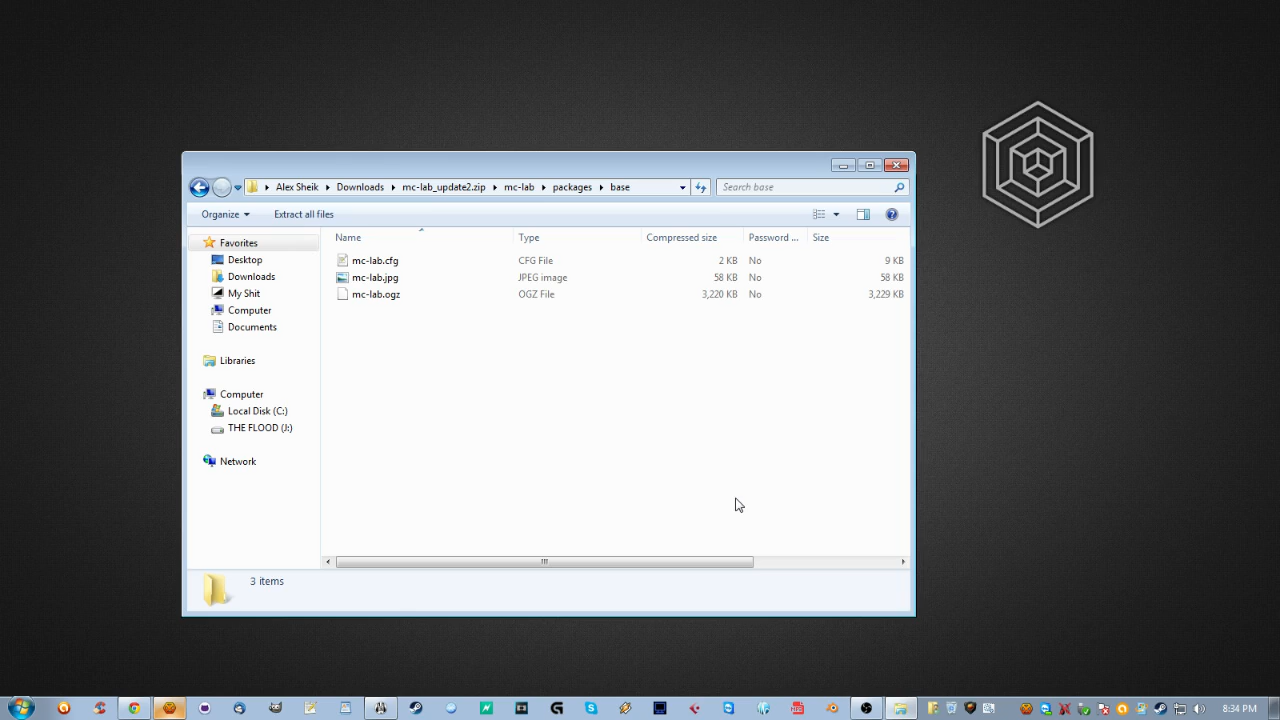 Alex Sheik Downloads mc-lab_update2.zip mc-lab packages base Search base
Organize Extract all files
Name Type Compressed size Password ... Size
Favorites
Desktop
Downloads
My Shit
Computer
Documents
Libraries
Computer
Local Disk (C:)
THE FLOOD (J:)
Network
mc-lab.cfg CFG File 2 KB No 9 KB
mc-lab.jpg JPEG image 58 KB No 58 KB
mc-lab.ogz OGZ File 3,220 KB No 3,229 KB
3 items
8:34 PM